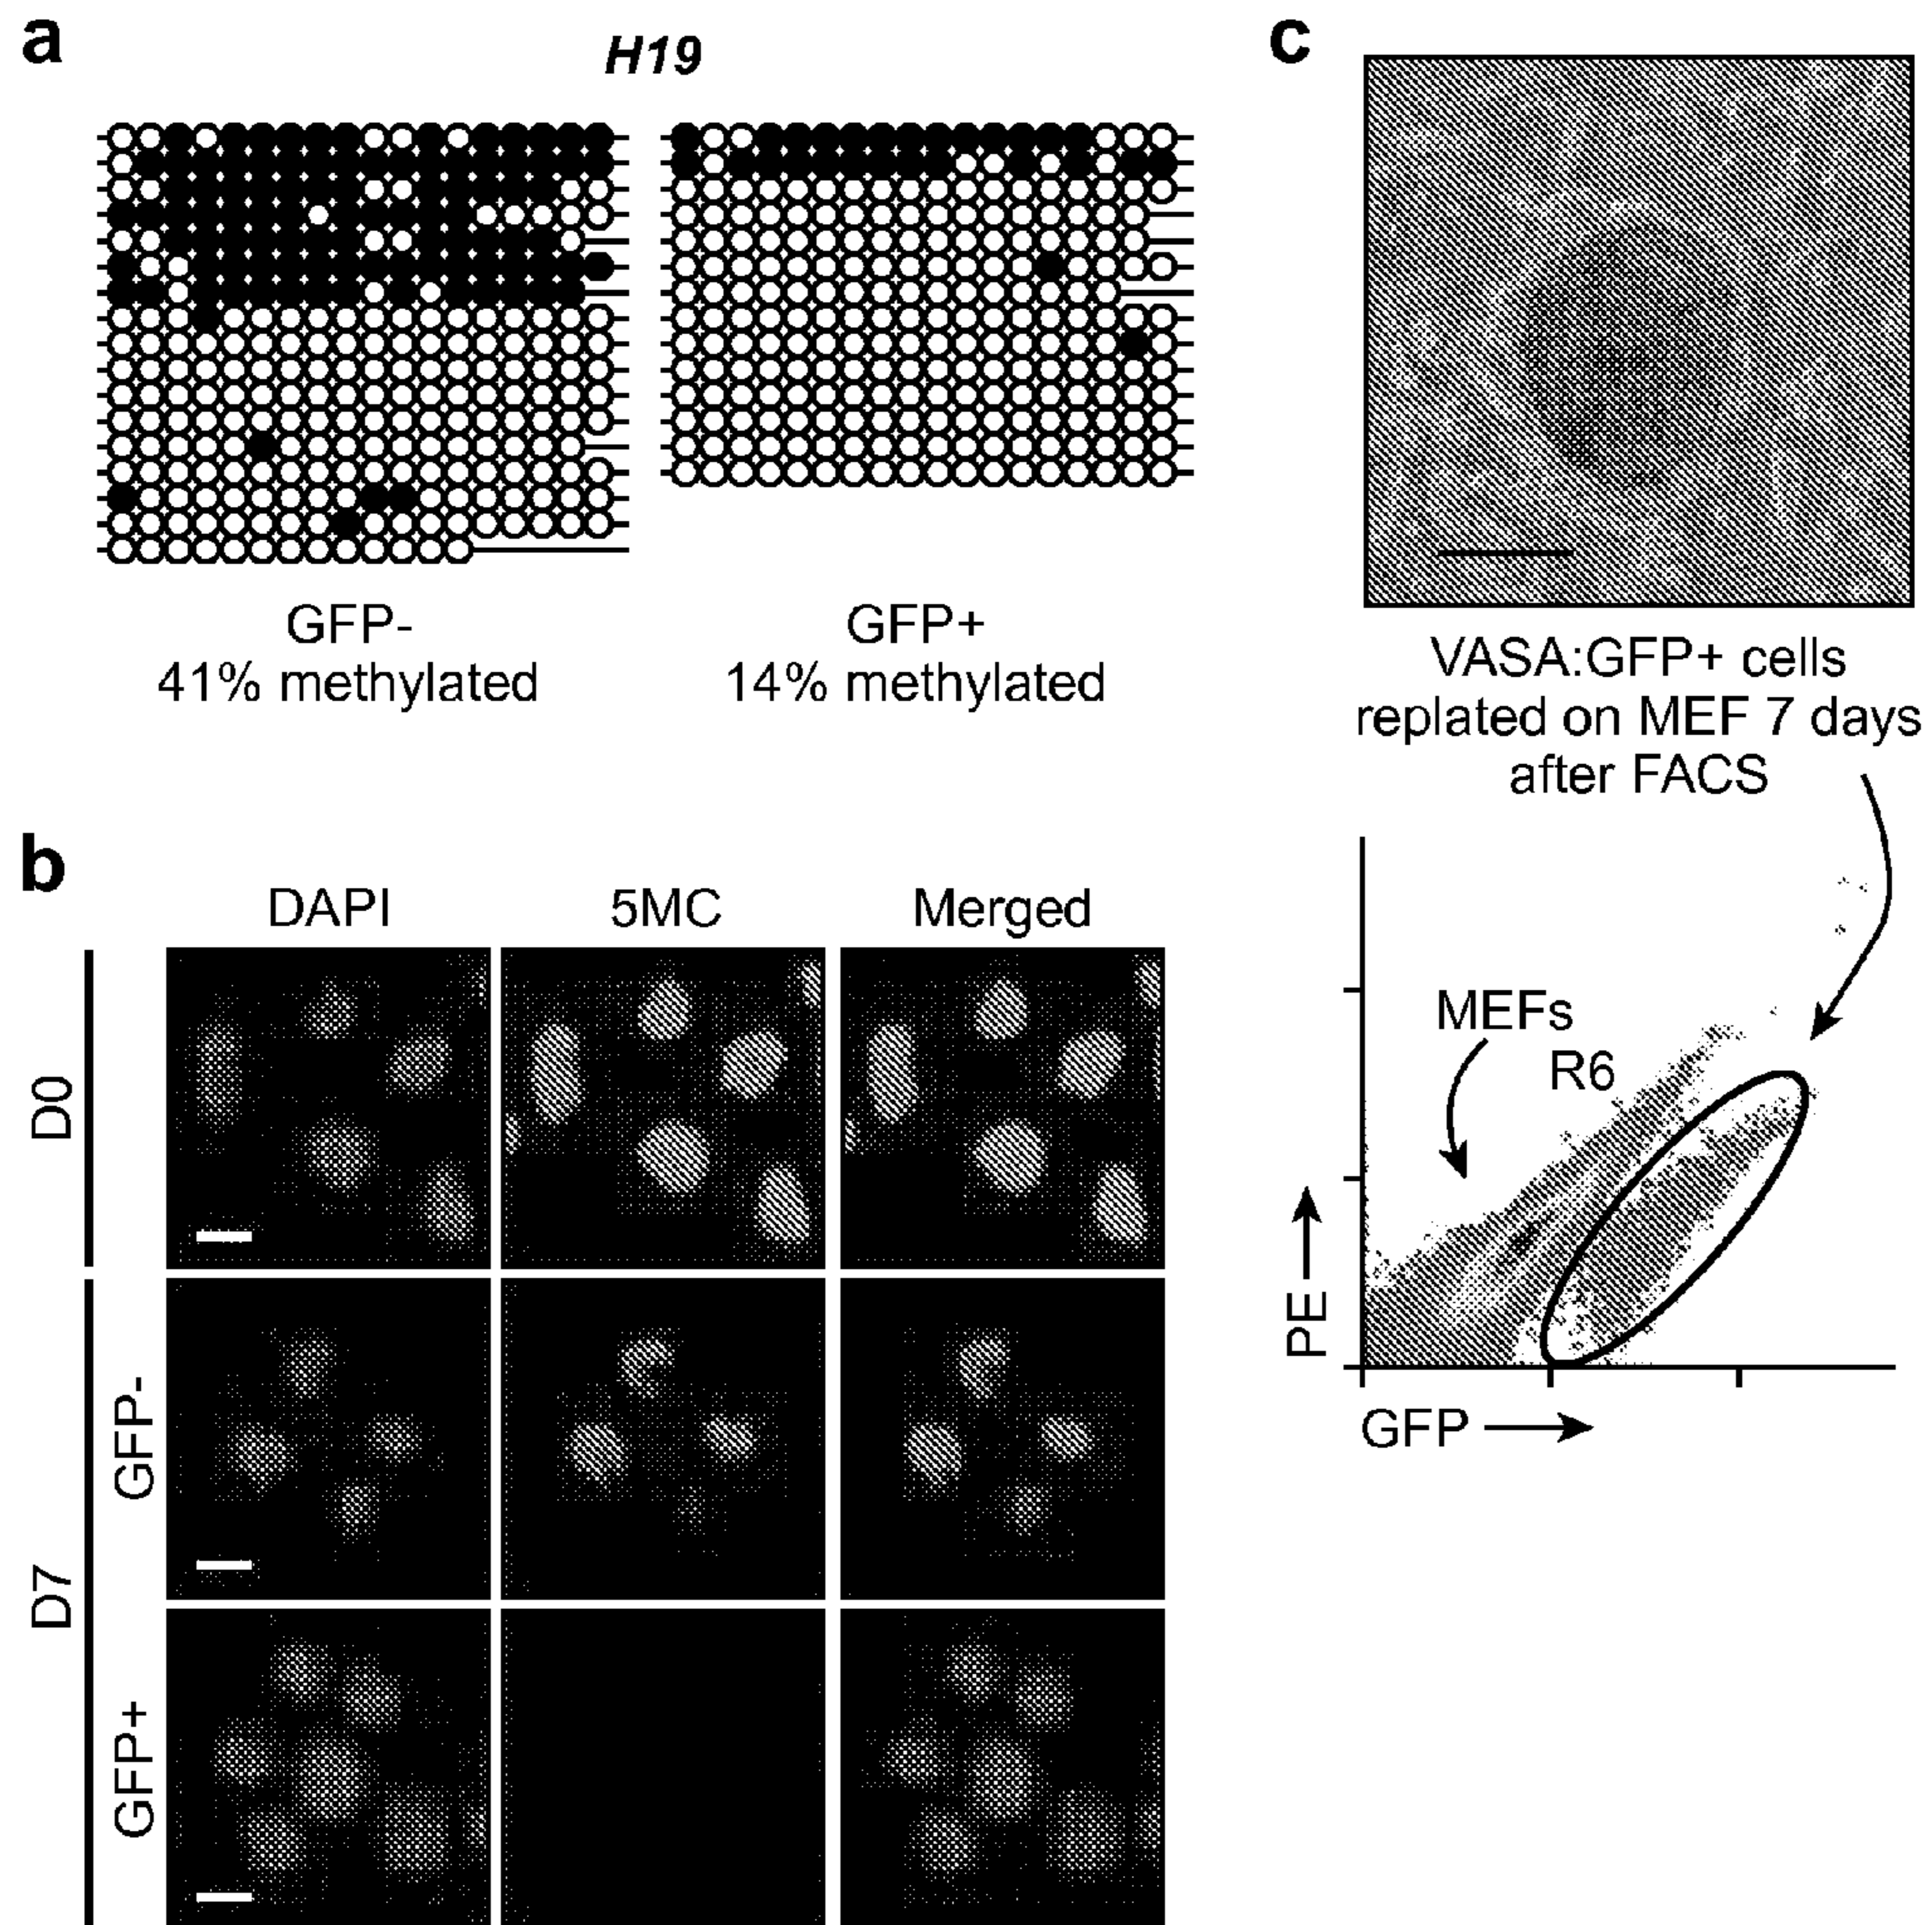 a
H19
GFP-
41% methylated
GFP+
14% methylated
b
DAPI
5MC
Merged
D0
D7
GFP-
GFP+
c
VASA:GFP+ cells
replated on MEF 7 days
after FACS
MEFs
R6
PE
GFP